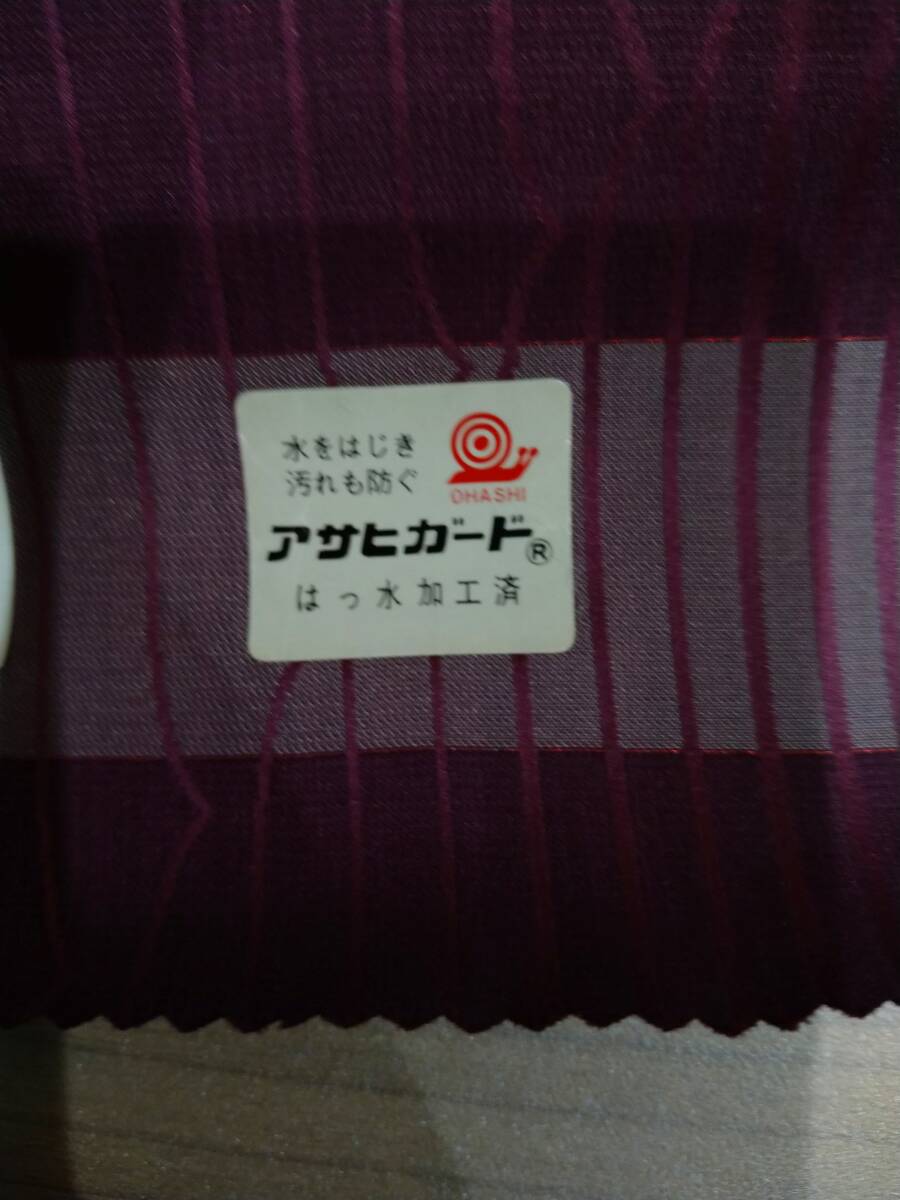 水をはじき
汚れも防ぐ
OHASHI
アサヒガード®
はっ水加工済